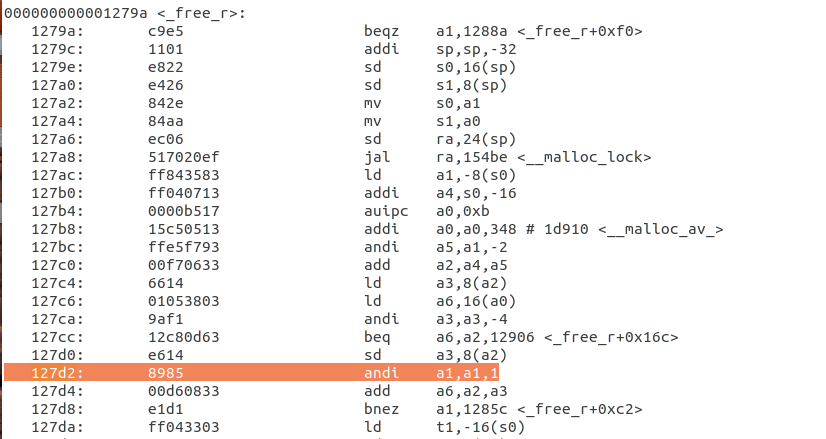 000000000001279a <_free_r>:
1279a: c9e5 beqz a1,1288a <_free_r+0xf0>
1279c: 1101 addi sp,sp,-32
1279e: e822 sd s0,16(sp)
127a0: e426 sd s1,8(sp)
127a2: 842e mv s0,a1
127a4: 84aa mv s1,a0
127a6: ec06 sd ra,24(sp)
127a8: 517020ef jal ra,154be <__malloc_lock>
127ac: ff843583 ld a1,-8(s0)
127b0: ff040713 addi a4,s0,-16
127b4: 0000b517 auipc a0,0xb
127b8: 15c50513 addi a0,a0,348 # 1d910 <__malloc_av_>
127bc: ffe5f793 andi a5,a1,-2
127c0: 00f70633 add a2,a4,a5
127c4: 6614 ld a3,8(a2)
127c6: 01053803 ld a6,16(a0)
127ca: 9af1 andi a3,a3,-4
127cc: 12c80d63 beq a6,a2,12906 <_free_r+0x16c>
127d0: e614 sd a3,8(a2)
127d2: 8985 andi a1,a1,1
127d4: 00d60833 add a6,a2,a3
127d8: e1d1 bnez a1,1285c <_free_r+0xc2>
127da: ff043303 ld t1,-16(s0)